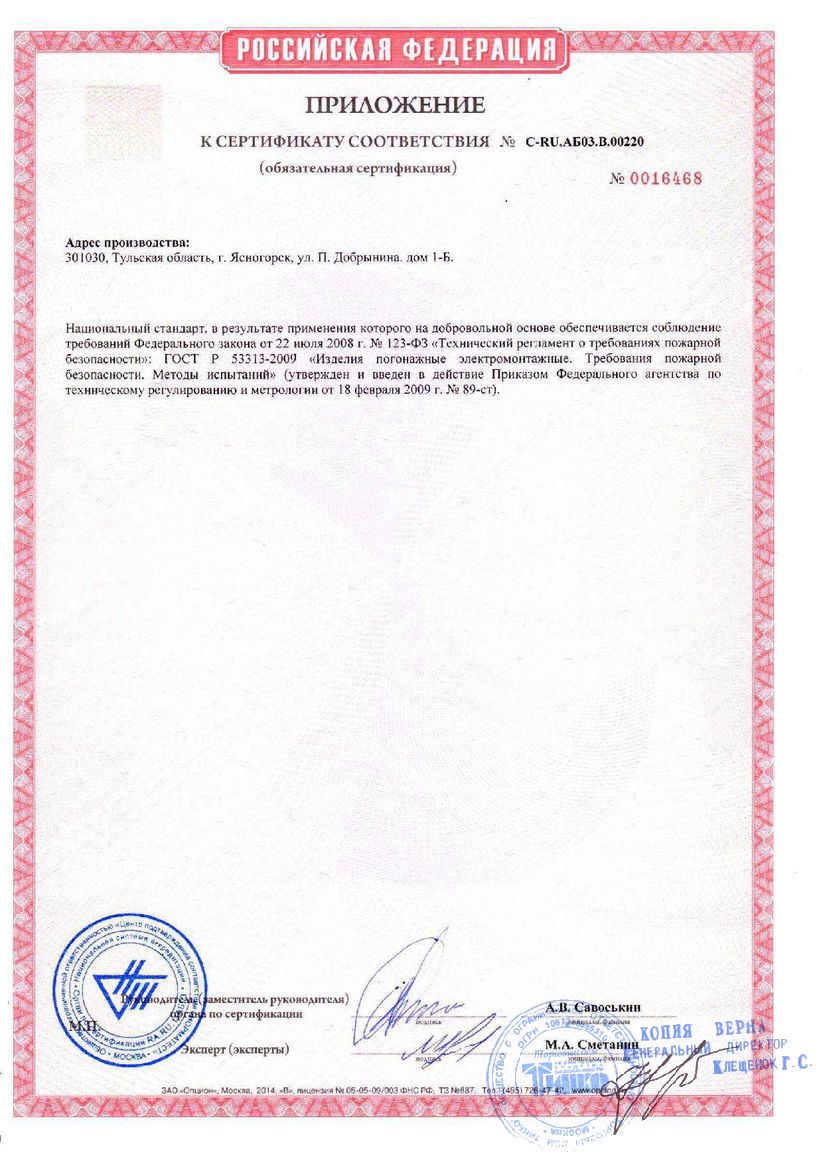 РОССИЙСКАЯ ФЕДЕРАЦИЯ
ПРИЛОЖЕНИЕ
К СЕРТИФИКАТУ СООТВЕТСТВИЯ № C-RU.АБ03.В.00220
(обязательная сертификация)
№ 0016468
Адрес производства:
301030, Тульская область, г. Ясногорск, ул. П. Добрынина. дом 1-Б.
Национальный стандарт, в результате применения которого на добровольной основе обеспечивается соблюдение
требований Федерального закона от 22 июля 2008 г. № 123-ФЗ «Технический регламент о требованиях пожарной
безопасности»: ГОСТ Р 53313-2009 «Изделия погонажные электромонтажные. Требования пожарной
безопасности. Методы испытаний» (утвержден и введен в действие Приказом Федерального агентства по
техническому регулированию и метрологии от 18 февраля 2009 г. № 89-ст).
Руководитель (заместитель руководителя)
органа по сертификации
М.П.
подпись
А.В. Савоськин
инициалы, фамилия
Эксперт (эксперты)
подпись
М.А. Сметанин
инициалы, фамилия
КОПИЯ ВЕРНА
ГЕНЕРАЛЬНЫЙ ДИРЕКТОР
КЛЕЩЕНОК Г.С.
Тинко
МОСКВА
ЗАО «Опцион», Москва, 2014, «В», лицензия № 05-05-09/003 ФНС РФ, ТЗ №887. Тел. (495) 726-47-42, www.opcion.ru